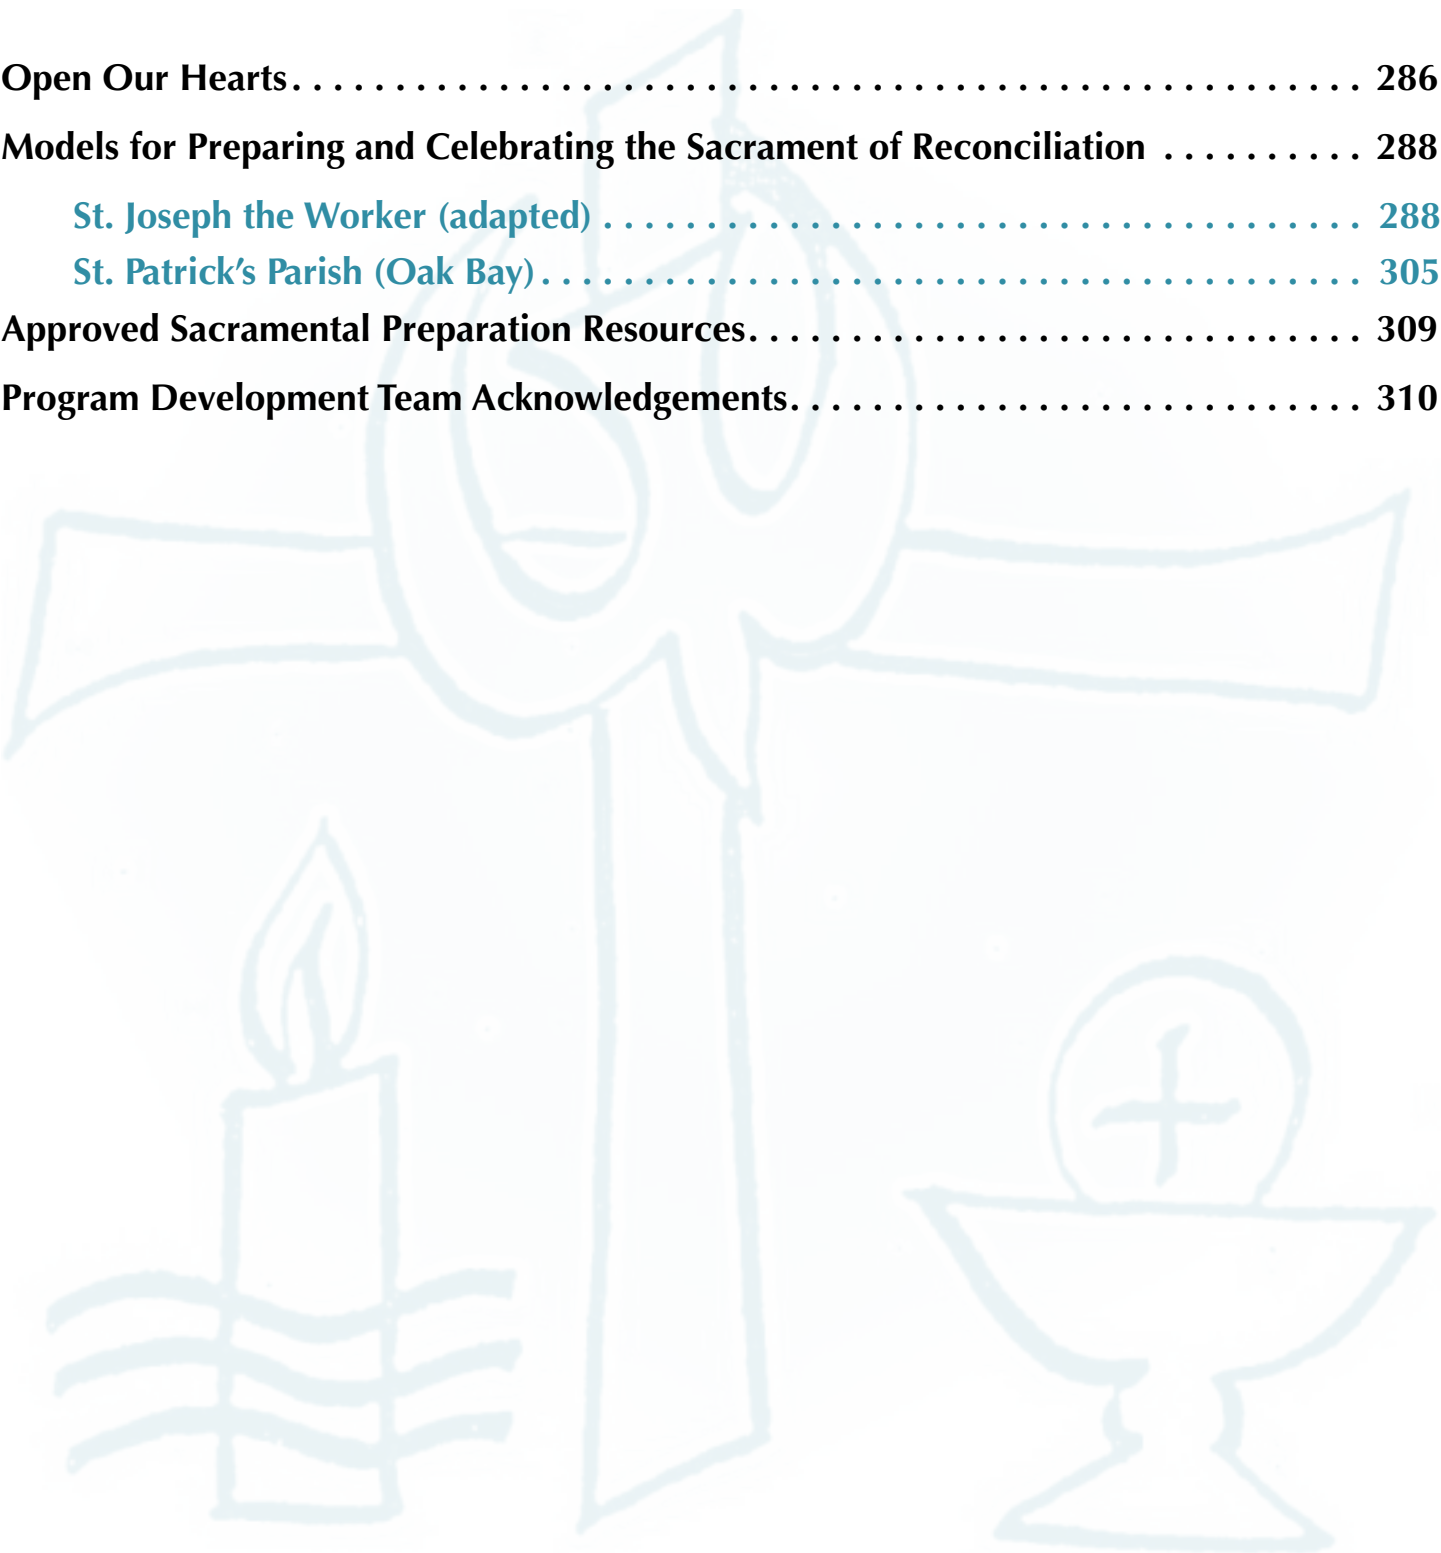 Open Our Hearts. . . . . . . . . . . . . . . . . . . . . . . . . . . . . . . . . . . . . . . . . . . . . . . . . . . . 286
Models for Preparing and Celebrating the Sacrament of Reconciliation . . . . . . . . . . 288
St. Joseph the Worker (adapted) . . . . . . . . . . . . . . . . . . . . . . . . . . . . . . . . . . . . . 288
St. Patrick’s Parish (Oak Bay) . . . . . . . . . . . . . . . . . . . . . . . . . . . . . . . . . . . . . . . . 305
Approved Sacramental Preparation Resources. . . . . . . . . . . . . . . . . . . . . . . . . . . . . . 309
Program Development Team Acknowledgements. . . . . . . . . . . . . . . . . . . . . . . . . . . . 310